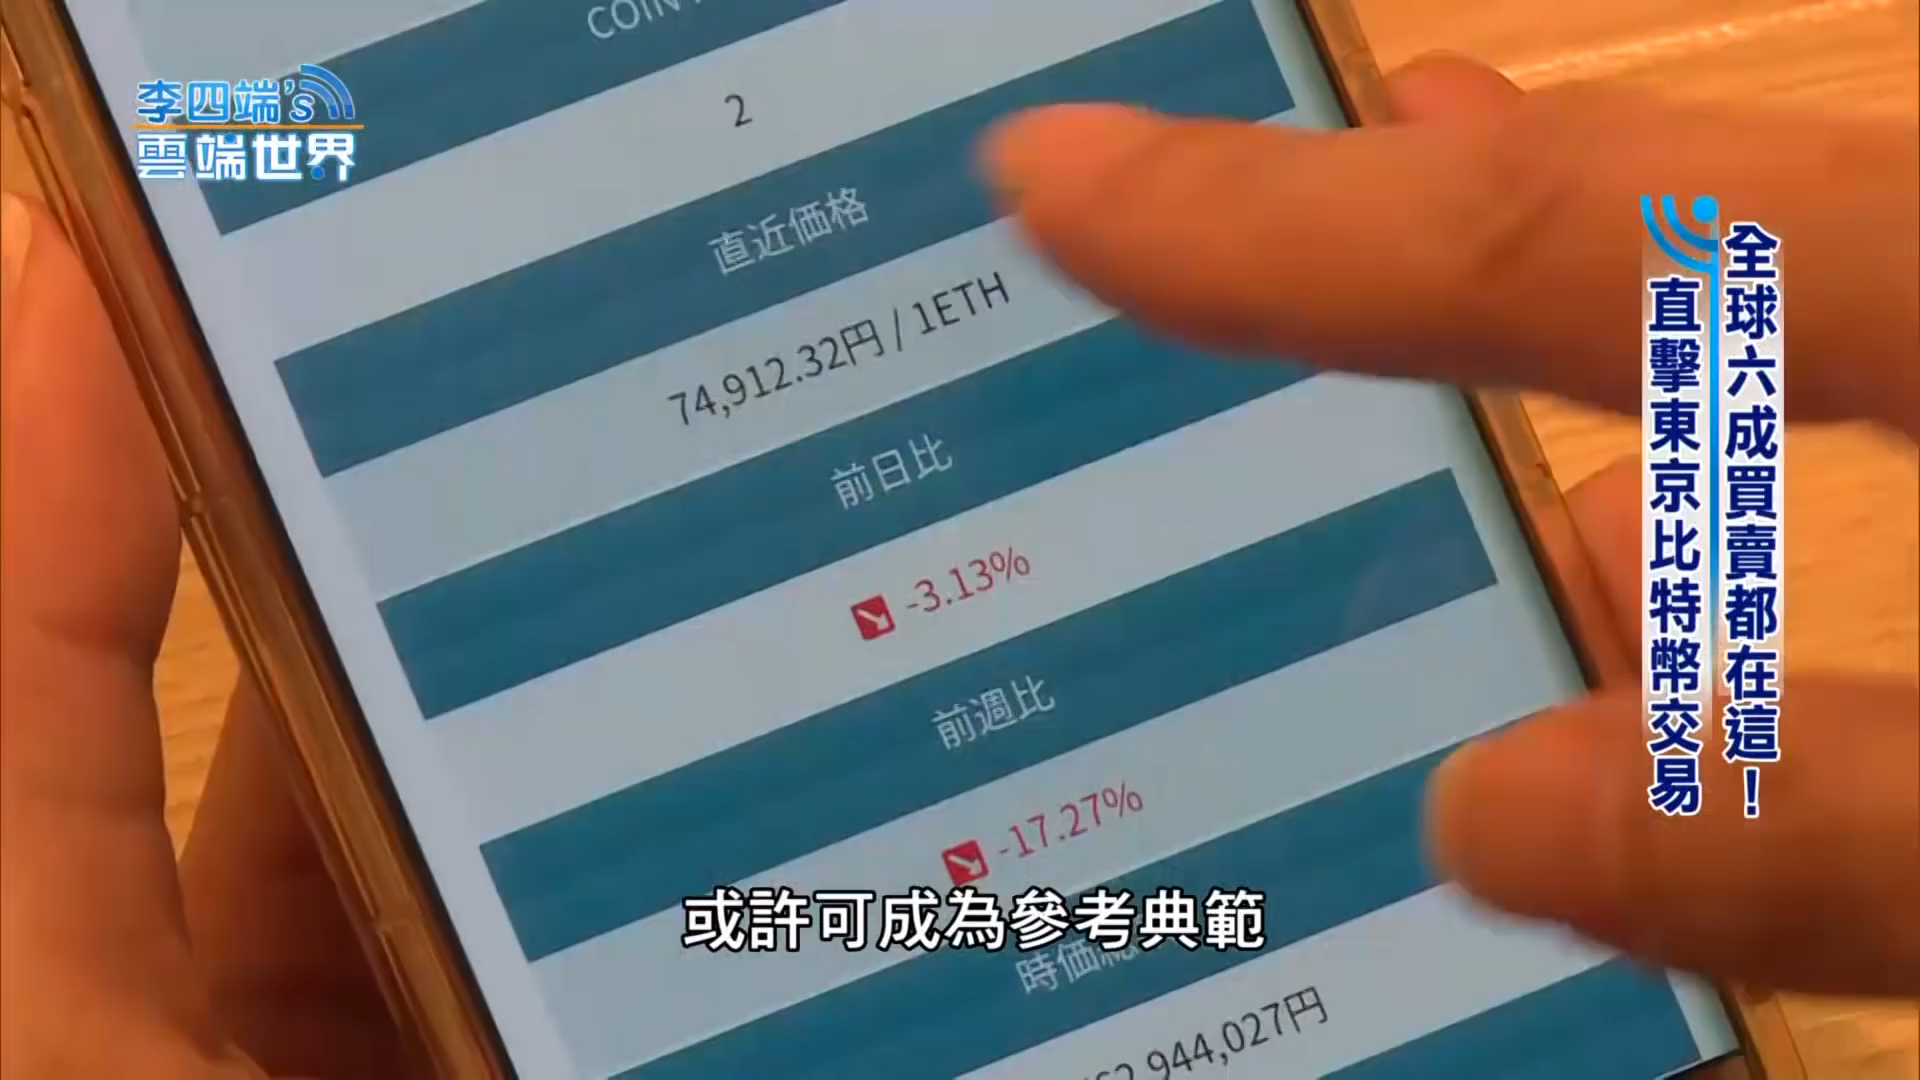 李四端's
雲端世界
COIN
2
直近価格
74,912.32円 / 1ETH
前日比
-3.13%
前週比
-17.27%
時価
944,027円
全球六成買賣都在這！
直擊東京比特幣交易
或許可成為參考典範